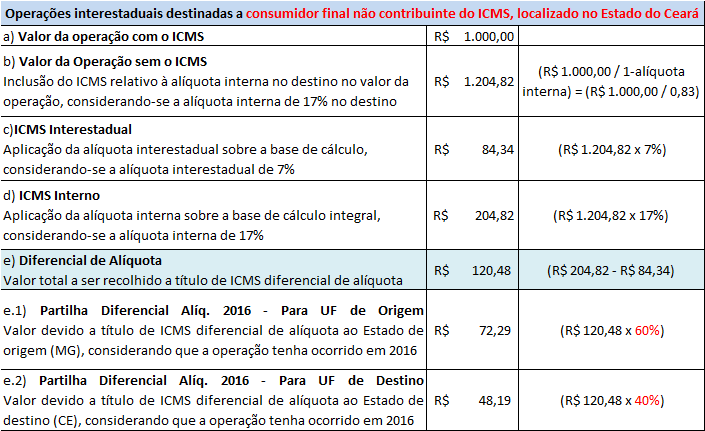 Operações interestaduais destinadas a consumidor final não contribuinte do ICMS, localizado no Estado do Ceará
a) Valor da operação com o ICMS
R$ 1.000,00
b) Valor da Operação sem o ICMS
Inclusão do ICMS relativo à alíquota interna no destino no valor da
operação, considerando-se a alíquota interna de 17% no destino
R$ 1.204,82
(R$ 1.000,00 / 1-alíquota
interna) = (R$ 1.000,00 / 0,83)
c)ICMS Interestadual
Aplicação da alíquota interestadual sobre a base de cálculo,
considerando-se a alíquota interestadual de 7%
R$ 84,34
(R$ 1.204,82 x 7%)
d) ICMS Interno
Aplicação da alíquota interna sobre a base de cálculo integral,
considerando-se a alíquota interna de 17%
R$ 204,82
(R$ 1.204,82 x 17%)
e) Diferencial de Alíquota
Valor total a ser recolhido a título de ICMS diferencial de alíquota
R$ 120,48
(R$ 204,82 - R$ 84,34)
e.1) Partilha Diferencial Alíq. 2016 - Para UF de Origem
Valor devido a título de ICMS diferencial de alíquota ao Estado de
origem (MG), considerando que a operação tenha ocorrido em 2016
R$ 72,29
(R$ 120,48 x 60%)
e.2) Partilha Diferencial Alíq. 2016 - Para UF de Destino
Valor devido a título de ICMS diferencial de alíquota ao Estado de
destino (CE), considerando que a operação tenha ocorrido em 2016
R$ 48,19
(R$ 120,48 x 40%)